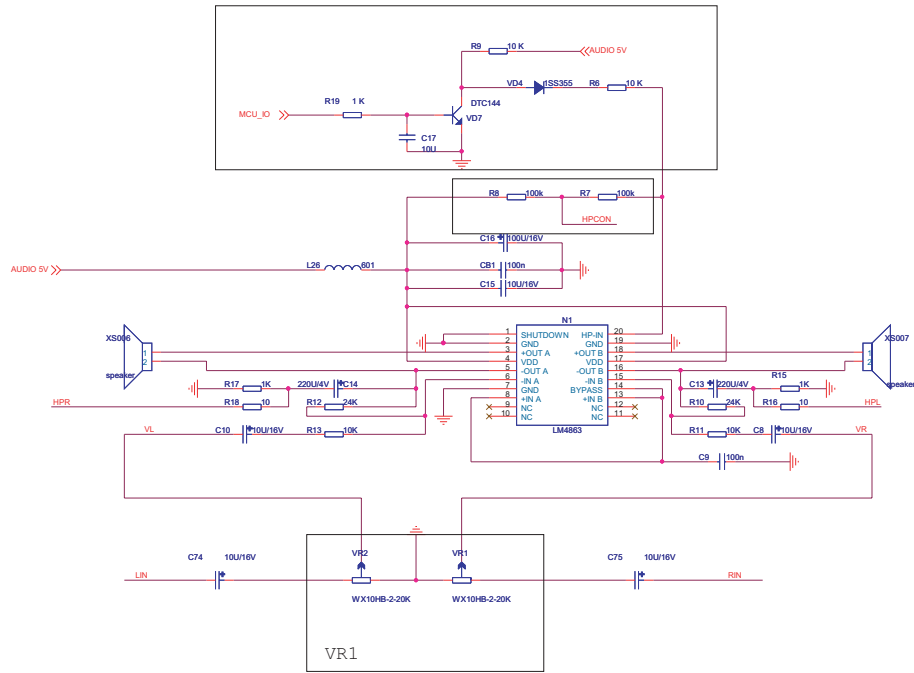 R9 10 K
AUDIO 5V
VD4 1SS355 R6 10 K
R19 1 K
DTC144
MCU_IO
VD7
C17
10U
R8 100k R7 100k
HPCON
C16 100U/16V
AUDIO 5V L26 601 CB1 100n
C15 10U/16V
N1
XS006 XS007
1 SHUTDOWN HP-IN 20
2 GND GND 19
3 +OUT A +OUT B 18
4 VDD VDD 17
5 -OUT A -OUT B 16
6 -IN A -IN B 15
7 GND BYPASS 14
8 +IN A +IN B 13
9 NC NC 12
10 NC NC 11
LM4863
1 1
2 2
speaker speaker
R17 1K 220U/4V C14 C13 220U/4V R15 1K
HPR R18 10 R12 24K R10 24K R16 10 HPL
VL C10 10U/16V R13 10K R11 10K C8 10U/16V VR
C9 100n
C74 10U/16V VR2 VR1 C75 10U/16V
LIN RIN
WX10HB-2-20K WX10HB-2-20K
VR1